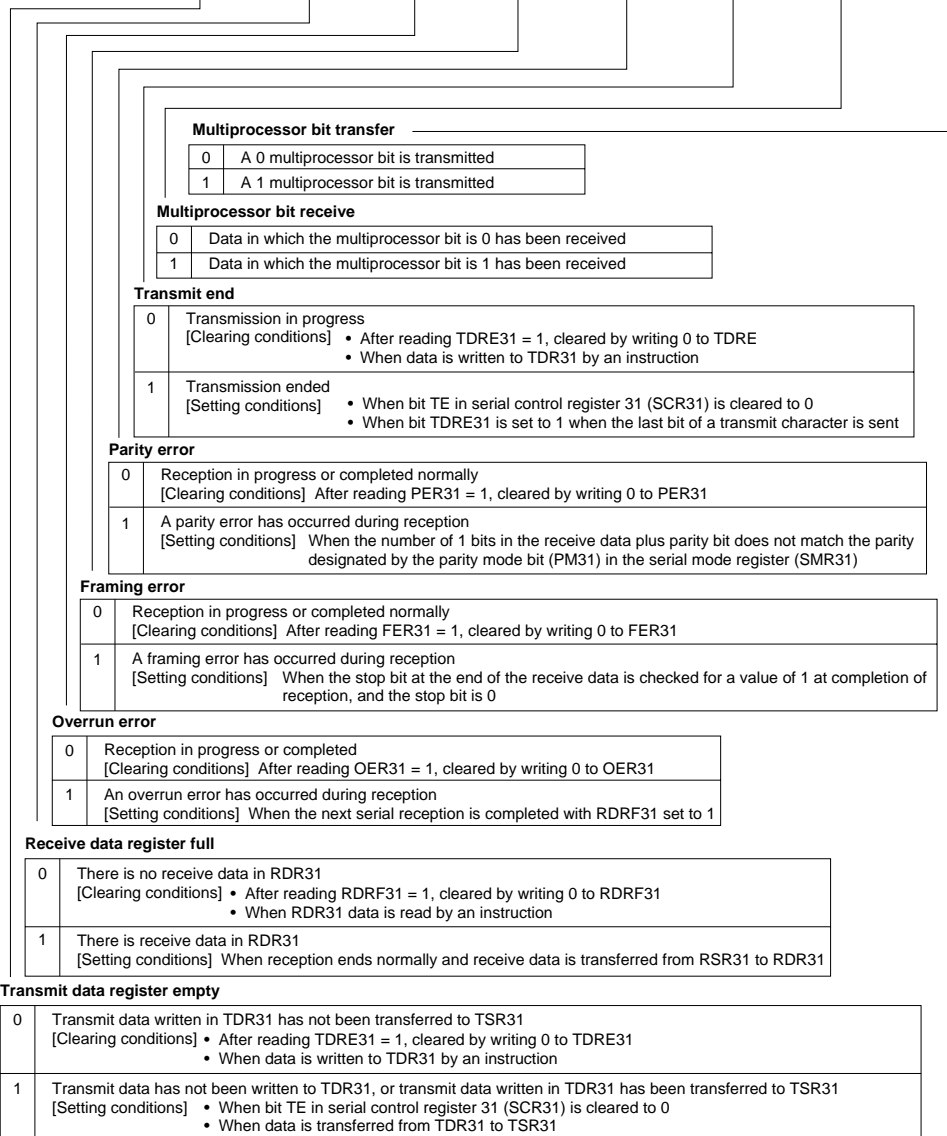 Multiprocessor bit transfer
0 A 0 multiprocessor bit is transmitted
1 A 1 multiprocessor bit is transmitted
Multiprocessor bit receive
0 Data in which the multiprocessor bit is 0 has been received
1 Data in which the multiprocessor bit is 1 has been received
Transmit end
0 Transmission in progress
[Clearing conditions] • After reading TDRE31 = 1, cleared by writing 0 to TDRE
• When data is written to TDR31 by an instruction
1 Transmission ended
[Setting conditions] • When bit TE in serial control register 31 (SCR31) is cleared to 0
• When bit TDRE31 is set to 1 when the last bit of a transmit character is sent
Parity error
0 Reception in progress or completed normally
[Clearing conditions] After reading PER31 = 1, cleared by writing 0 to PER31
1 A parity error has occurred during reception
[Setting conditions] When the number of 1 bits in the receive data plus parity bit does not match the parity
designated by the parity mode bit (PM31) in the serial mode register (SMR31)
Framing error
0 Reception in progress or completed normally
[Clearing conditions] After reading FER31 = 1, cleared by writing 0 to FER31
1 A framing error has occurred during reception
[Setting conditions] When the stop bit at the end of the receive data is checked for a value of 1 at completion of
reception, and the stop bit is 0
Overrun error
0 Reception in progress or completed
[Clearing conditions] After reading OER31 = 1, cleared by writing 0 to OER31
1 An overrun error has occurred during reception
[Setting conditions] When the next serial reception is completed with RDRF31 set to 1
Receive data register full
0 There is no receive data in RDR31
[Clearing conditions] • After reading RDRF31 = 1, cleared by writing 0 to RDRF31
• When RDR31 data is read by an instruction
1 There is receive data in RDR31
[Setting conditions] When reception ends normally and receive data is transferred from RSR31 to RDR31
Transmit data register empty
0 Transmit data written in TDR31 has not been transferred to TSR31
[Clearing conditions] • After reading TDRE31 = 1, cleared by writing 0 to TDRE31
• When data is written to TDR31 by an instruction
1 Transmit data has not been written to TDR31, or transmit data written in TDR31 has been transferred to TSR31
[Setting conditions] • When bit TE in serial control register 31 (SCR31) is cleared to 0
• When data is transferred from TDR31 to TSR31